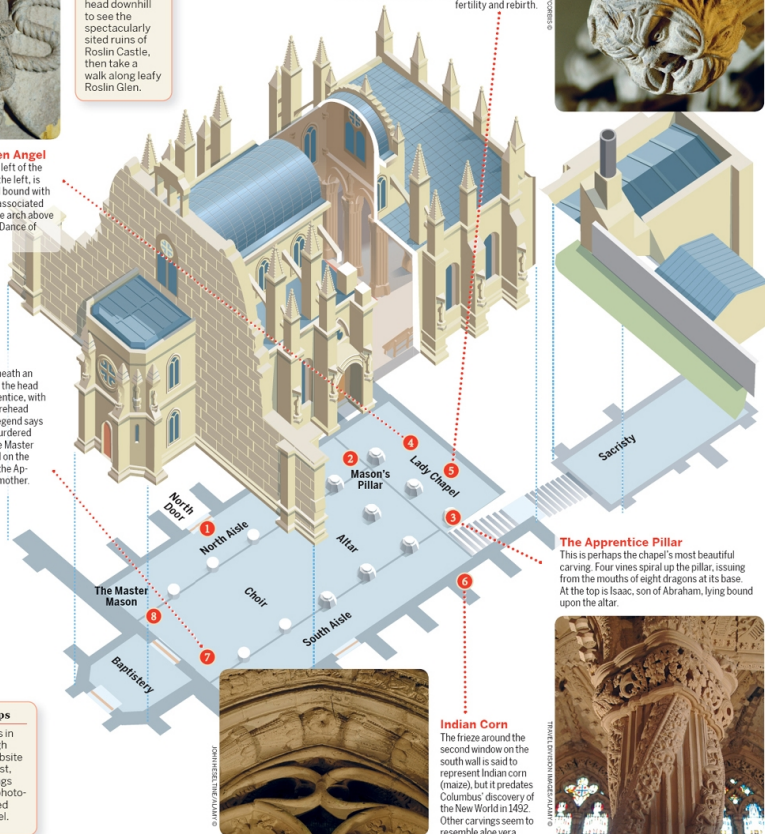 head downhill
to see the
spectacularly
sited ruins of
Roslin Castle,
then take a
walk along leafy
Roslin Glen.
fertility and rebirth.
CORBIS ©
en Angel
left of the
the left, is
bound with
associated
e arch above
Dance of
neath an
the head
entice, with
rehead
egend says
urdered
e Master
d on the
the Ap-
mother.
ps
s in
gh
bsite
st,
gs
photo-
ed
el.
North
Door
1
North Aisle
2
Mason's
Pillar
4
Lady Chapel
5
3
Altar
Choir
The Master
Mason
8
7
Baptistery
South Aisle
6
Sacristy
The Apprentice Pillar
This is perhaps the chapel's most beautiful
carving. Four vines spiral up the pillar, issuing
from the mouths of eight dragons at its base.
At the top is Isaac, son of Abraham, lying bound
upon the altar.
Indian Corn
The frieze around the
second window on the
south wall is said to
represent Indian corn
(maize), but it predates
Columbus' discovery of
the New World in 1492.
Other carvings seem to
resemble aloe vera.
JOHN HESELTINE/ALAMY ©
TRAVEL DIVISION IMAGES/ALAMY ©